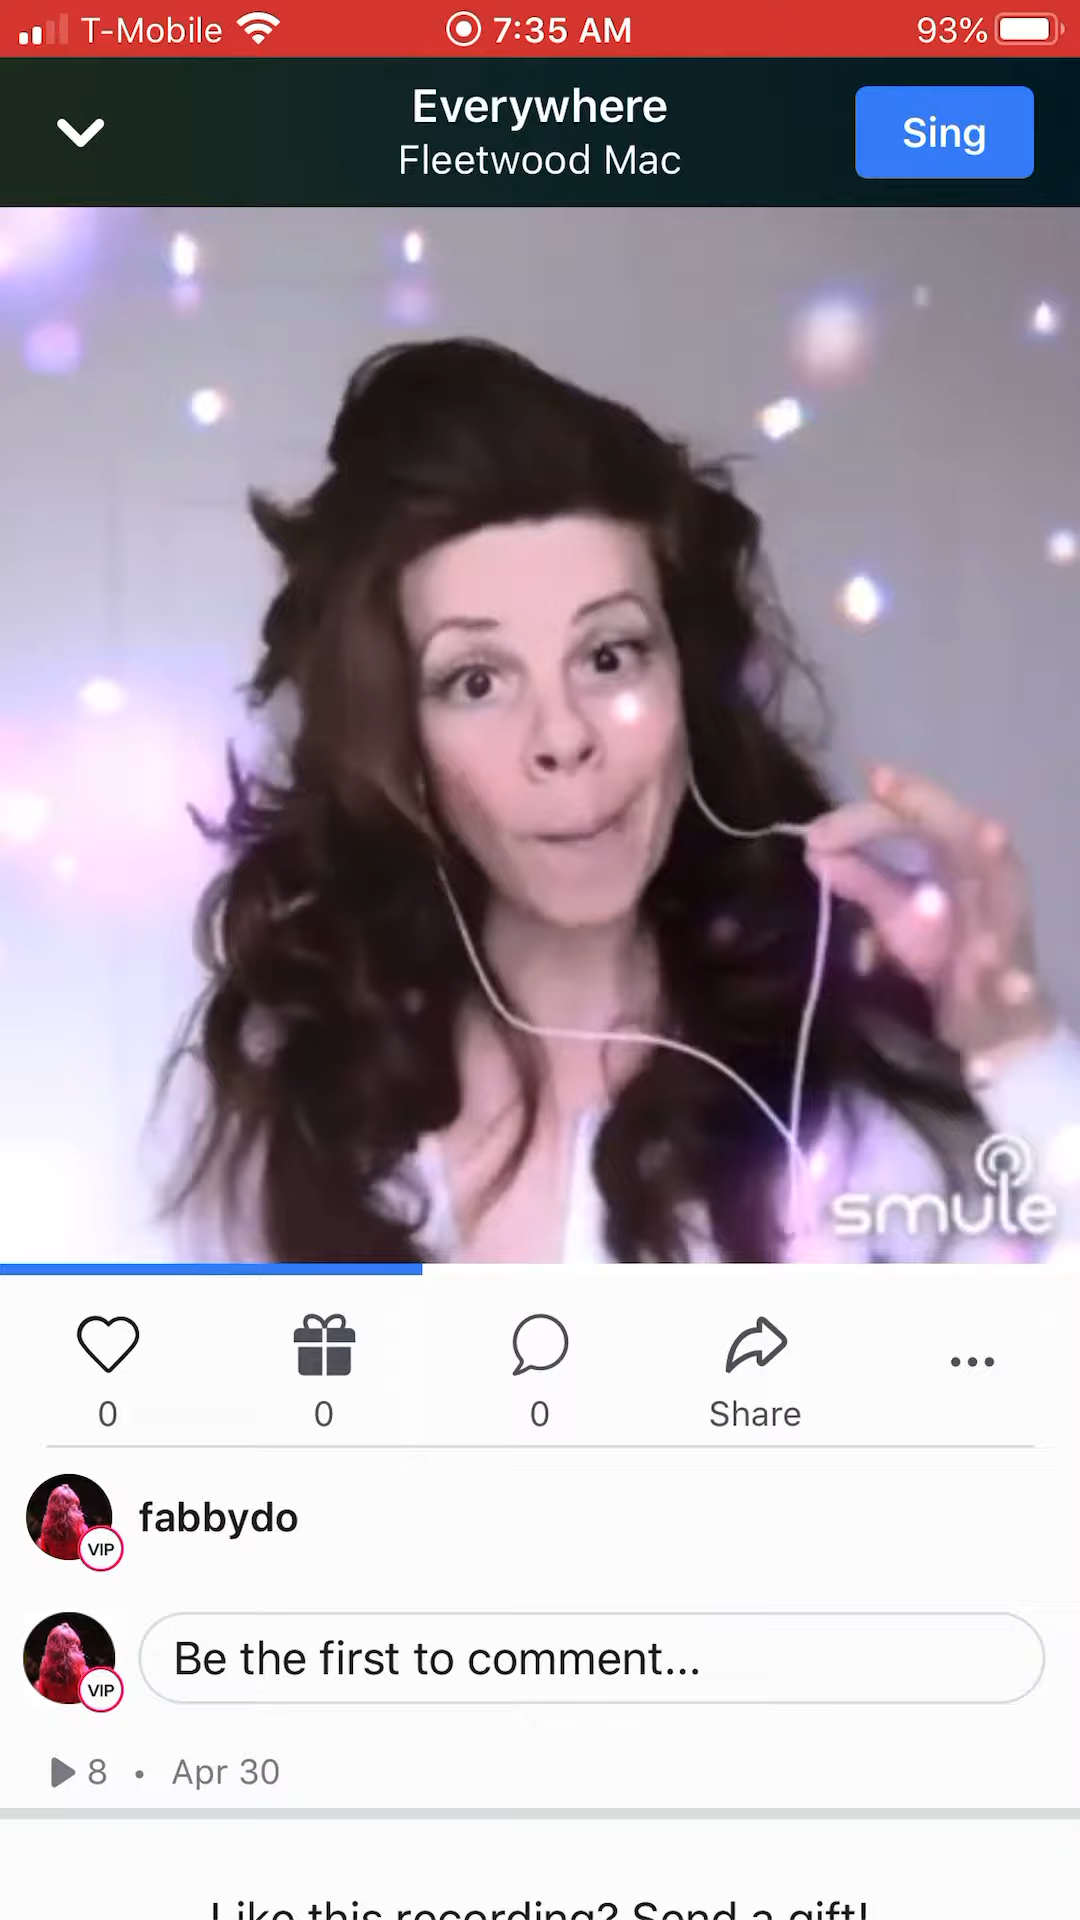 T-Mobile 7:35 AM 93%
Everywhere
Fleetwood Mac
Sing
smule
0 0 0 Share
VIP fabbydo
VIP Be the first to comment...
8 • Apr 30
Like this recording? Send a gift!